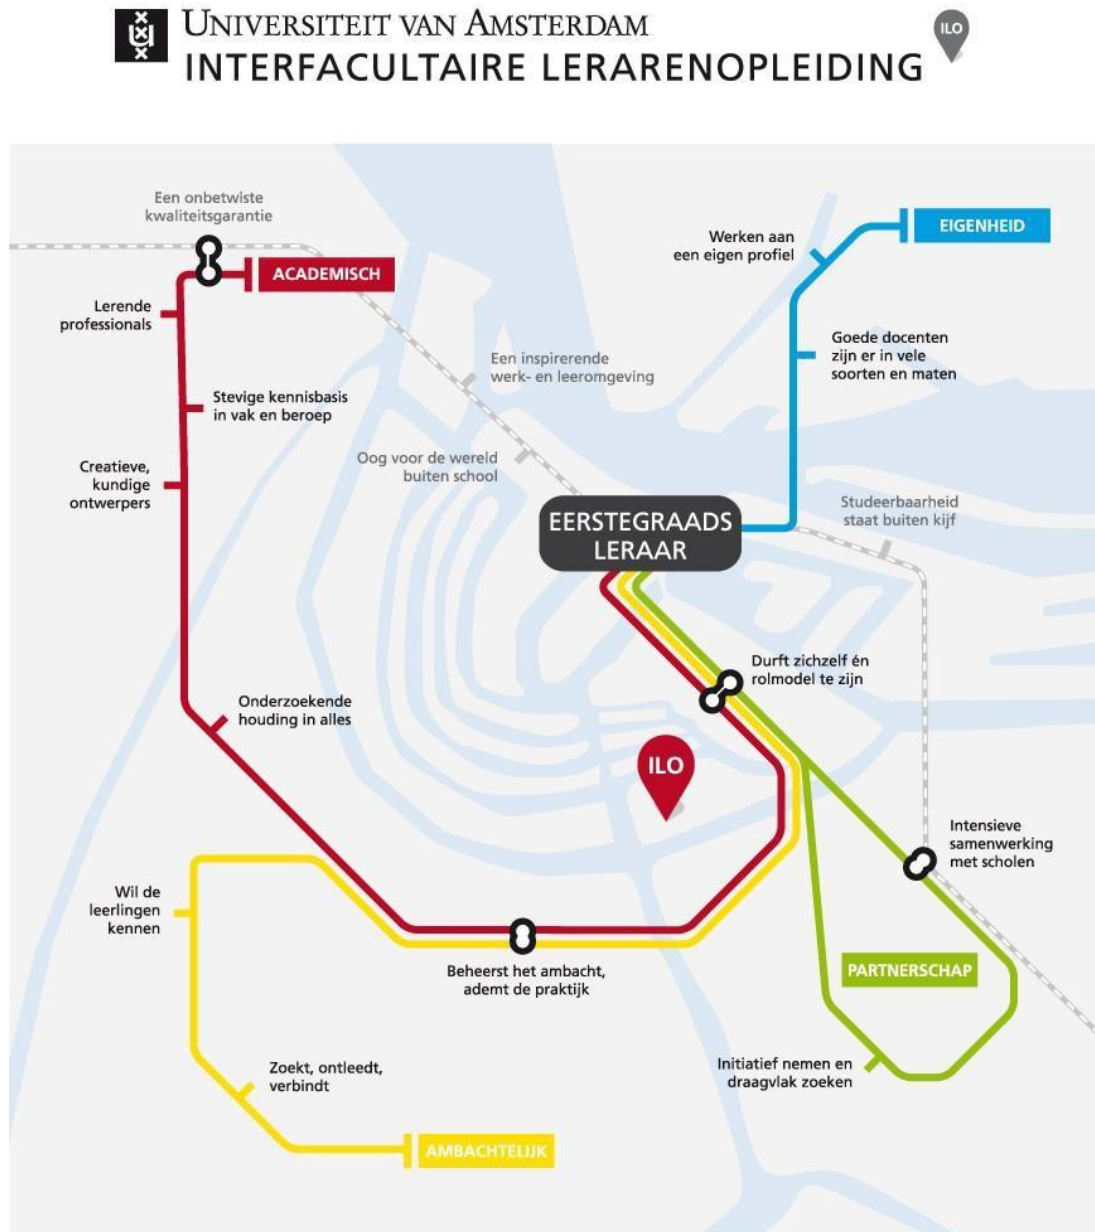 UNIVERSITEIT VAN AMSTERDAM
INTERFACULTAIRE LERARENOPLEIDING
ILO
Een onbetwiste
kwaliteitsgarantie
ACADEMISCH
Lerende
professionals
Stevige kennisbasis
in vak en beroep
Creatieve,
kundige
ontwerpers
Een inspirerende
werk- en leeromgeving
Oog voor de wereld
buiten school
EIGENHEID
Werken aan
een eigen profiel
Goede docenten
zijn er in vele
soorten en maten
EERSTEGRAADS
LERAAR
Studeerbaarheid
staat buiten kijf
Onderzoekende
houding in alles
Durft zichzelf én
rolmodel te zijn
ILO
Intensieve
samenwerking
met scholen
Wil de
leerlingen
kennen
Beheerst het ambacht,
ademt de praktijk
PARTNERSCHAP
Initiatief nemen en
draagvlak zoeken
Zoekt, ontleedt,
verbindt
AMBACHTELIJK